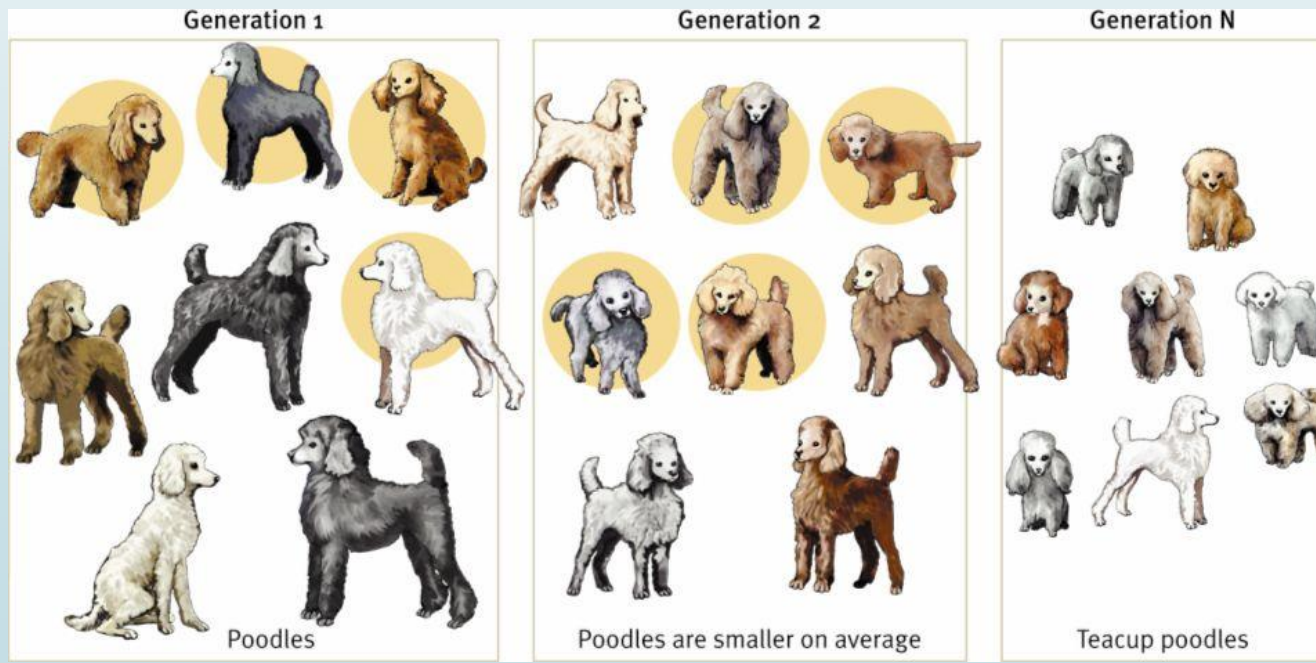 Generation 1
Generation 2
Generation N
Poodles
Poodles are smaller on average
Teacup poodles